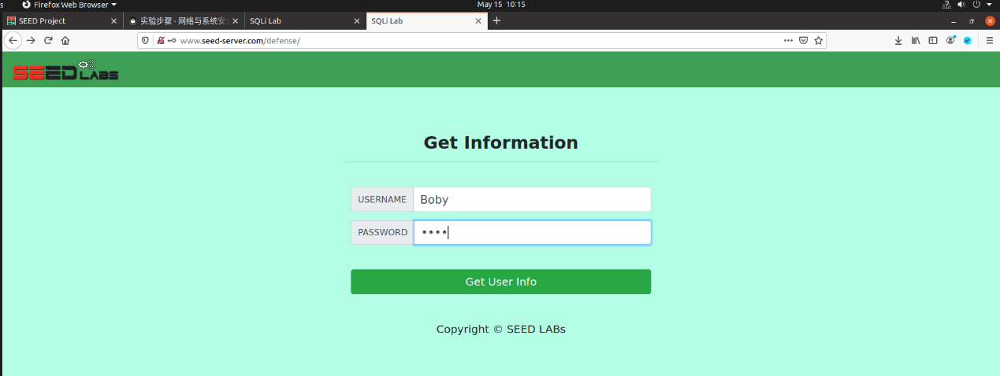 s Firefox Web Browser May 15 10:15
SEED Project
实验步骤 - 网络与系统安全
SQLi Lab
SQLi Lab
www.seed-server.com/defense/
SEEDLABS
Get Information
USERNAME Boby
PASSWORD ••••
Get User Info
Copyright © SEED LABs